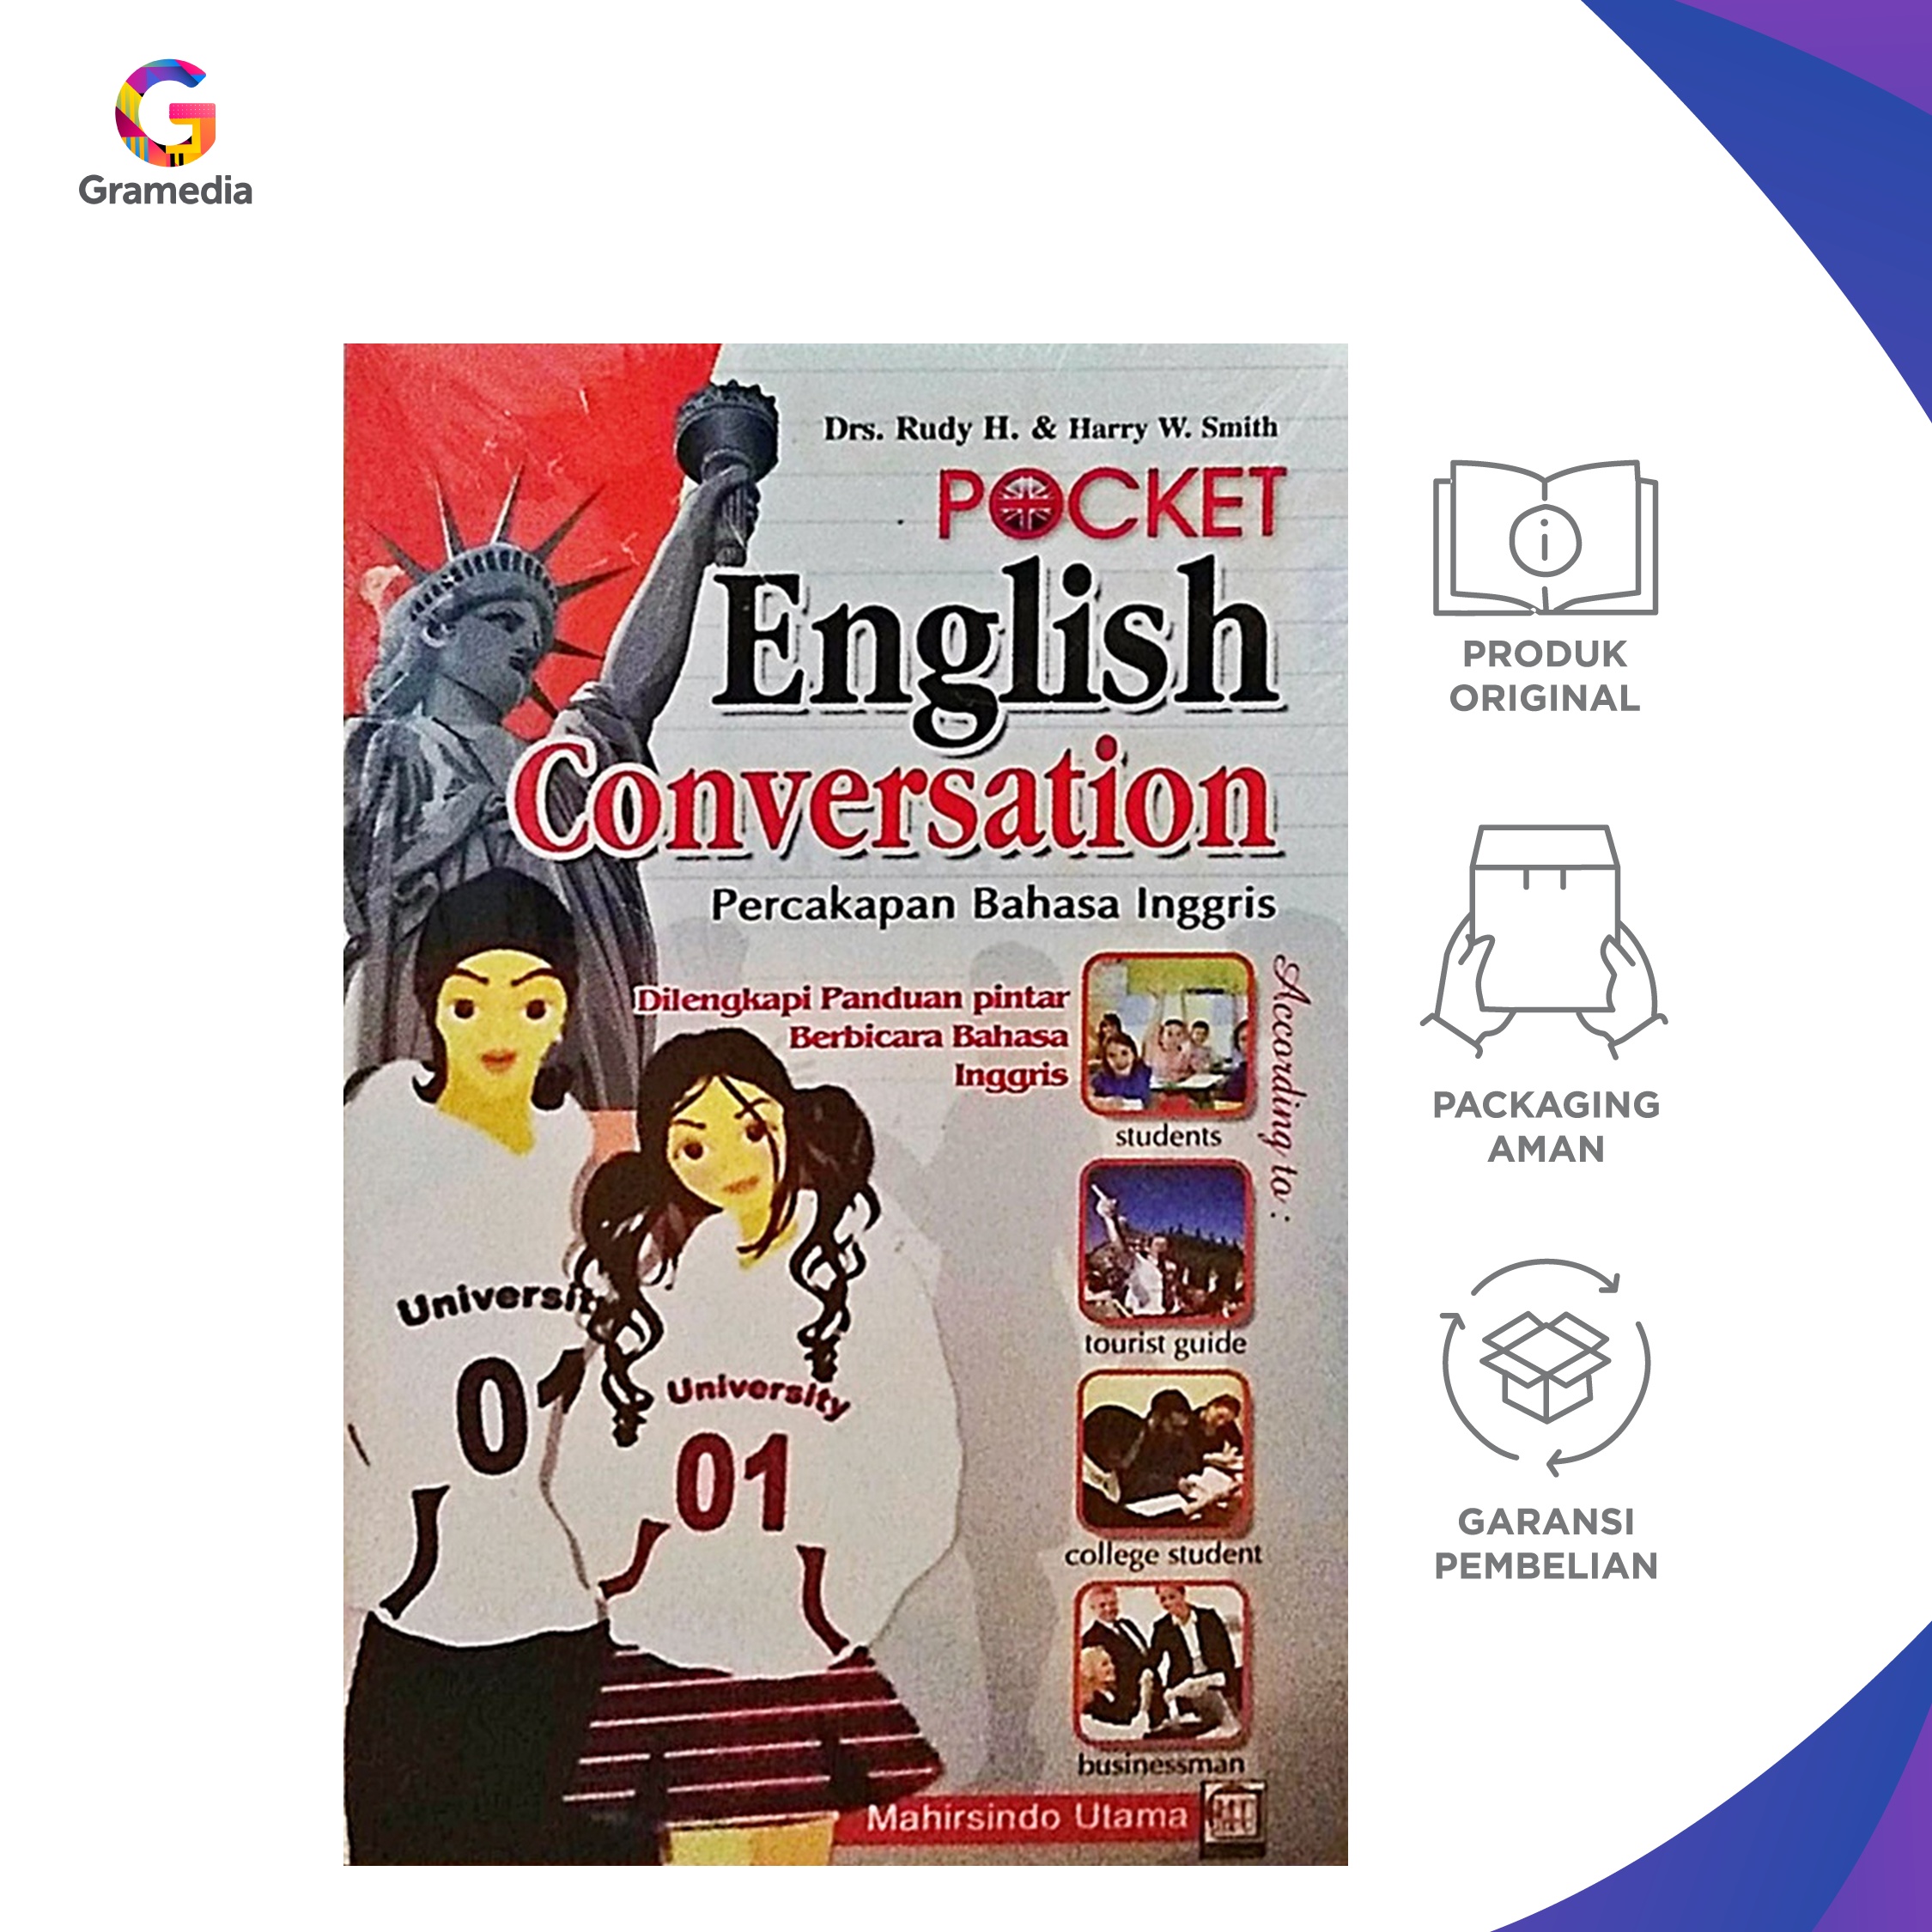 Gramedia
Drs. Rudy H. & Harry W. Smith
POCKET
English
Conversation
Percakapan Bahasa Inggris
Dilengkapi Panduan pintar
Berbicara Bahasa
Inggris
According to :
students
tourist guide
college student
businessman
University
01
University
01
Mahirsindo Utama
PRODUK
ORIGINAL
PACKAGING
AMAN
GARANSI
PEMBELIAN